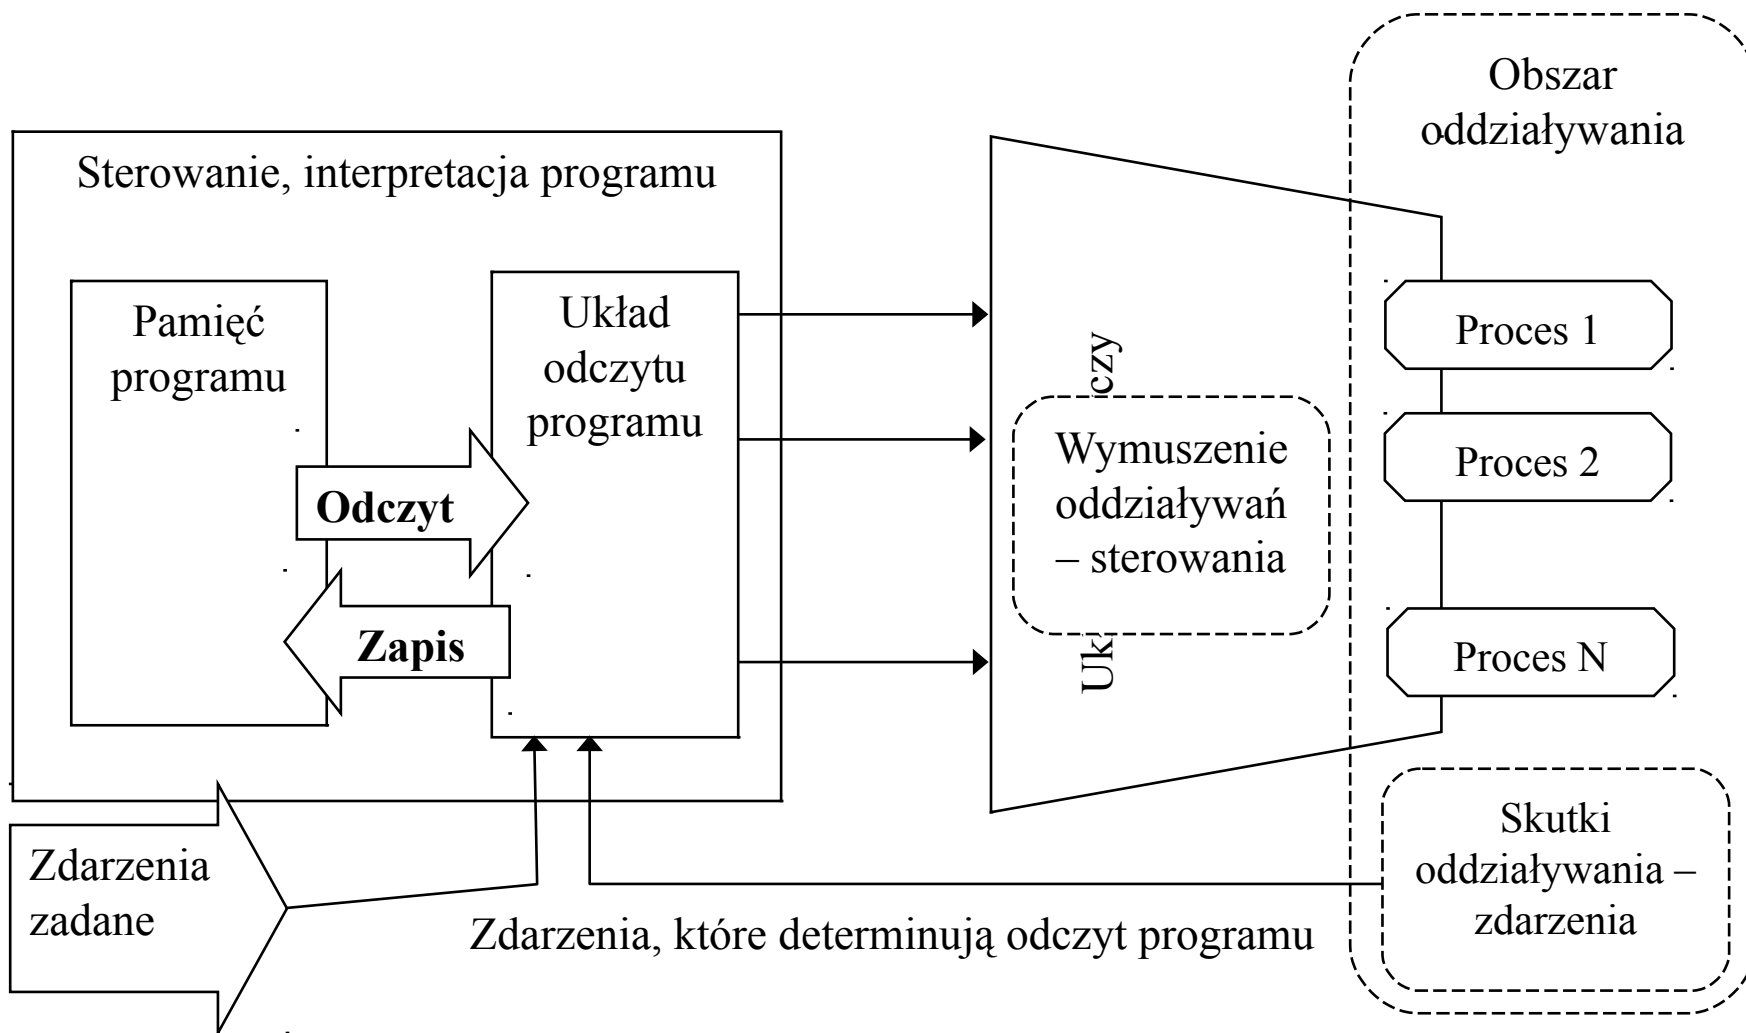 Obszar
oddziaływania
Sterowanie, interpretacja programu
Pamięć
programu
Układ
odczytu
programu
Odczyt
Zapis
Wymuszenie
oddziaływań
– sterowania
Proces 1
Proces 2
Proces N
Skutki
oddziaływania –
zdarzenia
Zdarzenia
zadane
Zdarzenia, które determinują odczyt programu